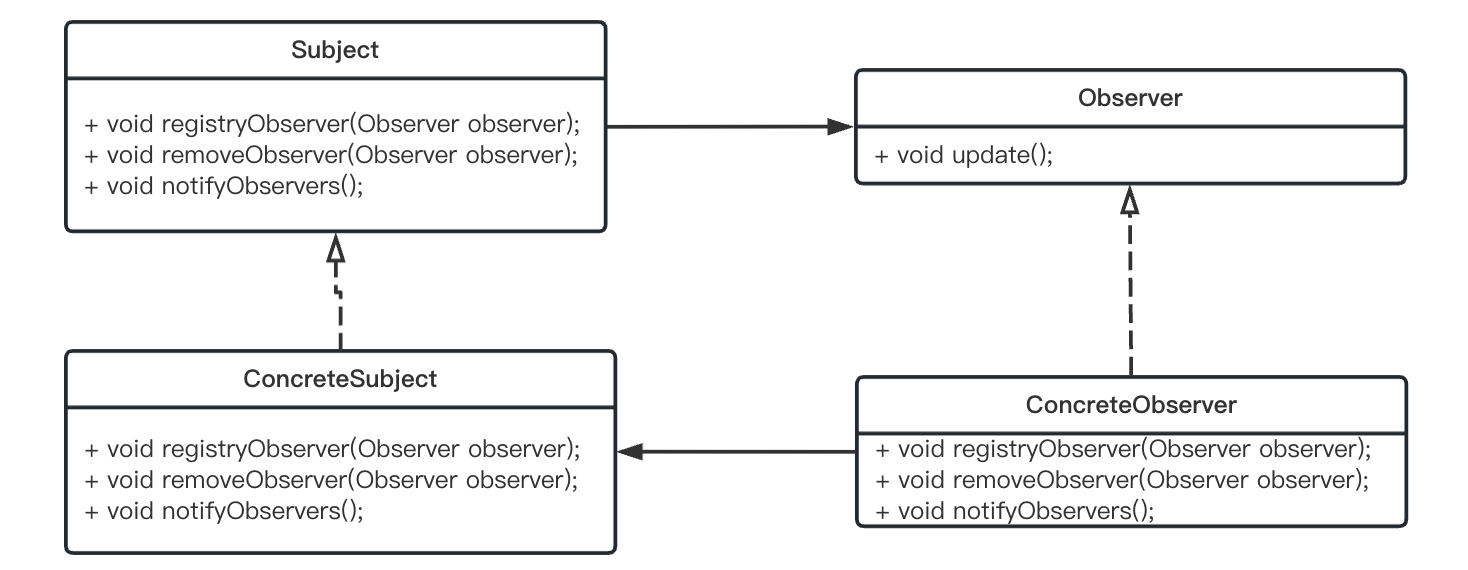 Subject
+ void registryObserver(Observer observer);
+ void removeObserver(Observer observer);
+ void notifyObservers();
Observer
+ void update();
ConcreteSubject
+ void registryObserver(Observer observer);
+ void removeObserver(Observer observer);
+ void notifyObservers();
ConcreteObserver
+ void registryObserver(Observer observer);
+ void removeObserver(Observer observer);
+ void notifyObservers();